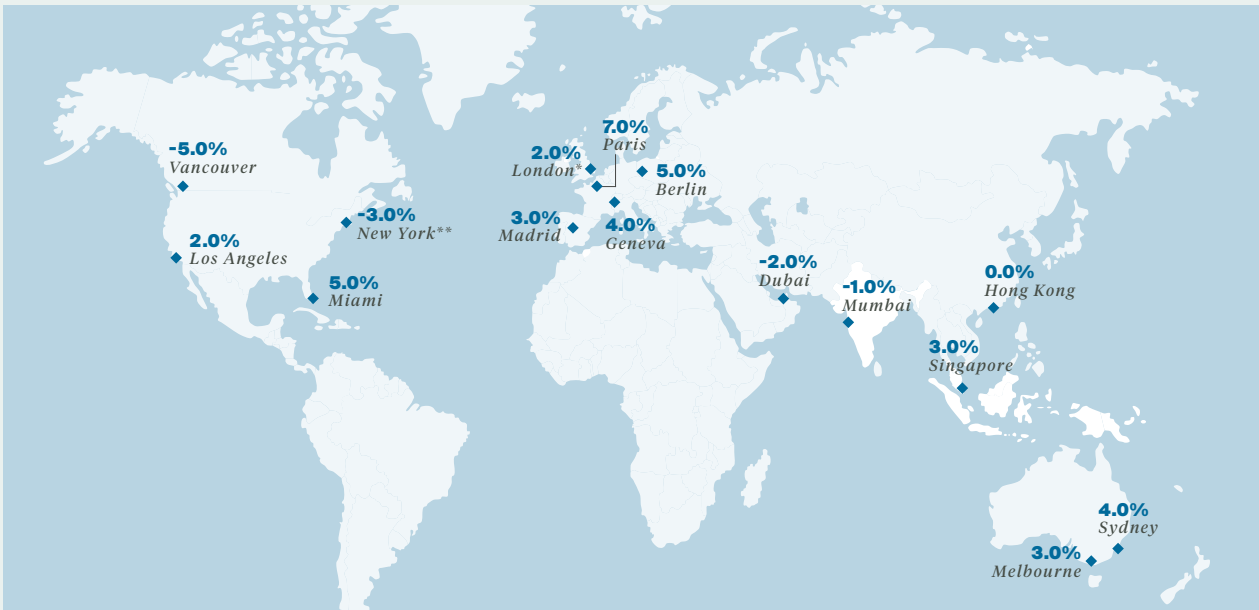 7.0%
Paris
-5.0%
Vancouver
2.0%
London*
5.0%
Berlin
-3.0%
New York**
3.0%
Madrid
4.0%
Geneva
2.0%
Los Angeles
5.0%
Miami
-2.0%
Dubai
-1.0%
Mumbai
0.0%
Hong Kong
3.0%
Singapore
4.0%
Sydney
3.0%
Melbourne